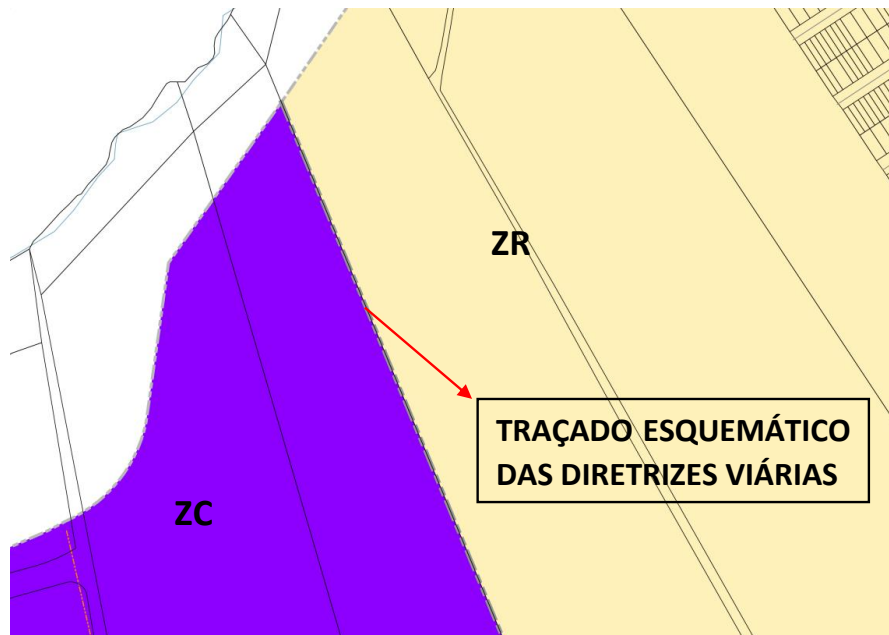 ZR
TRAÇADO ESQUEMÁTICO
DAS DIRETRIZES VIÁRIAS
ZC